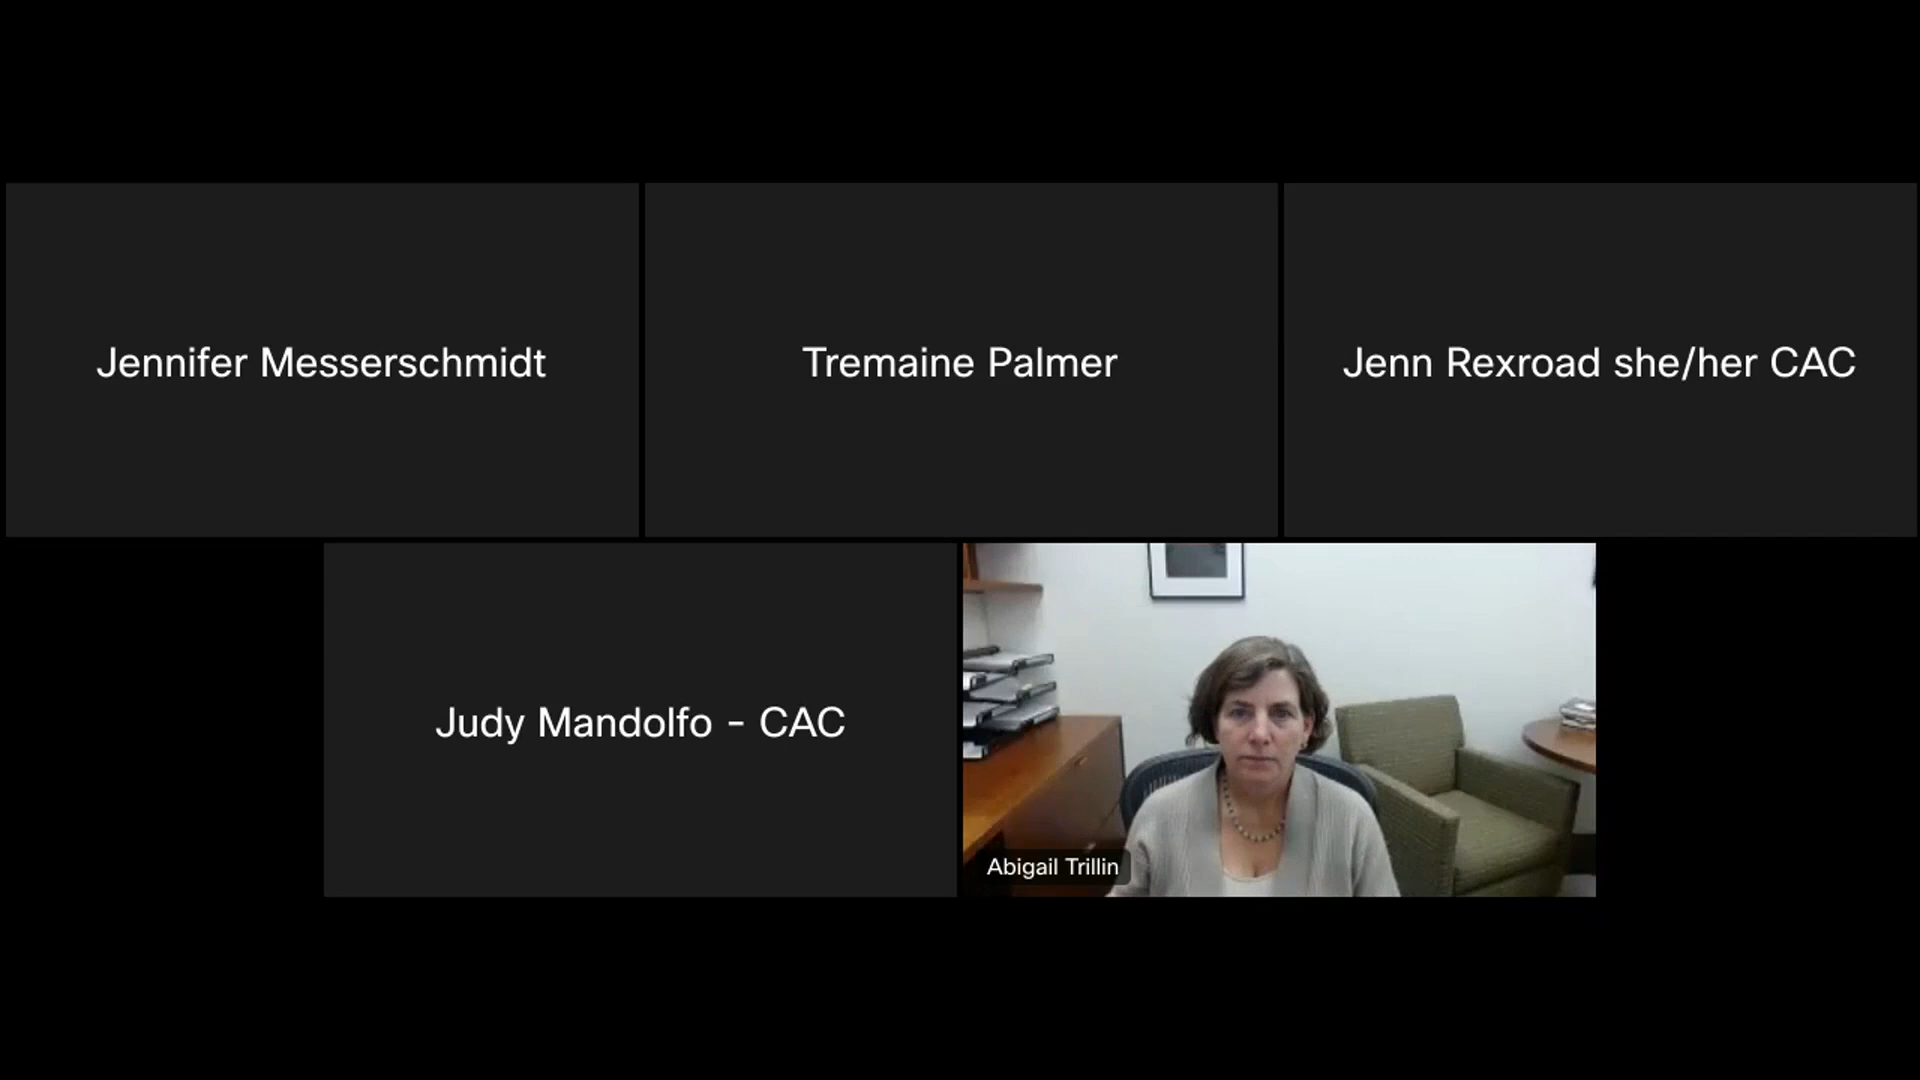 Jennifer Messerschmidt
Tremaine Palmer
Jenn Rexroad she/her CAC
Judy Mandolfo - CAC
Abigail Trillin